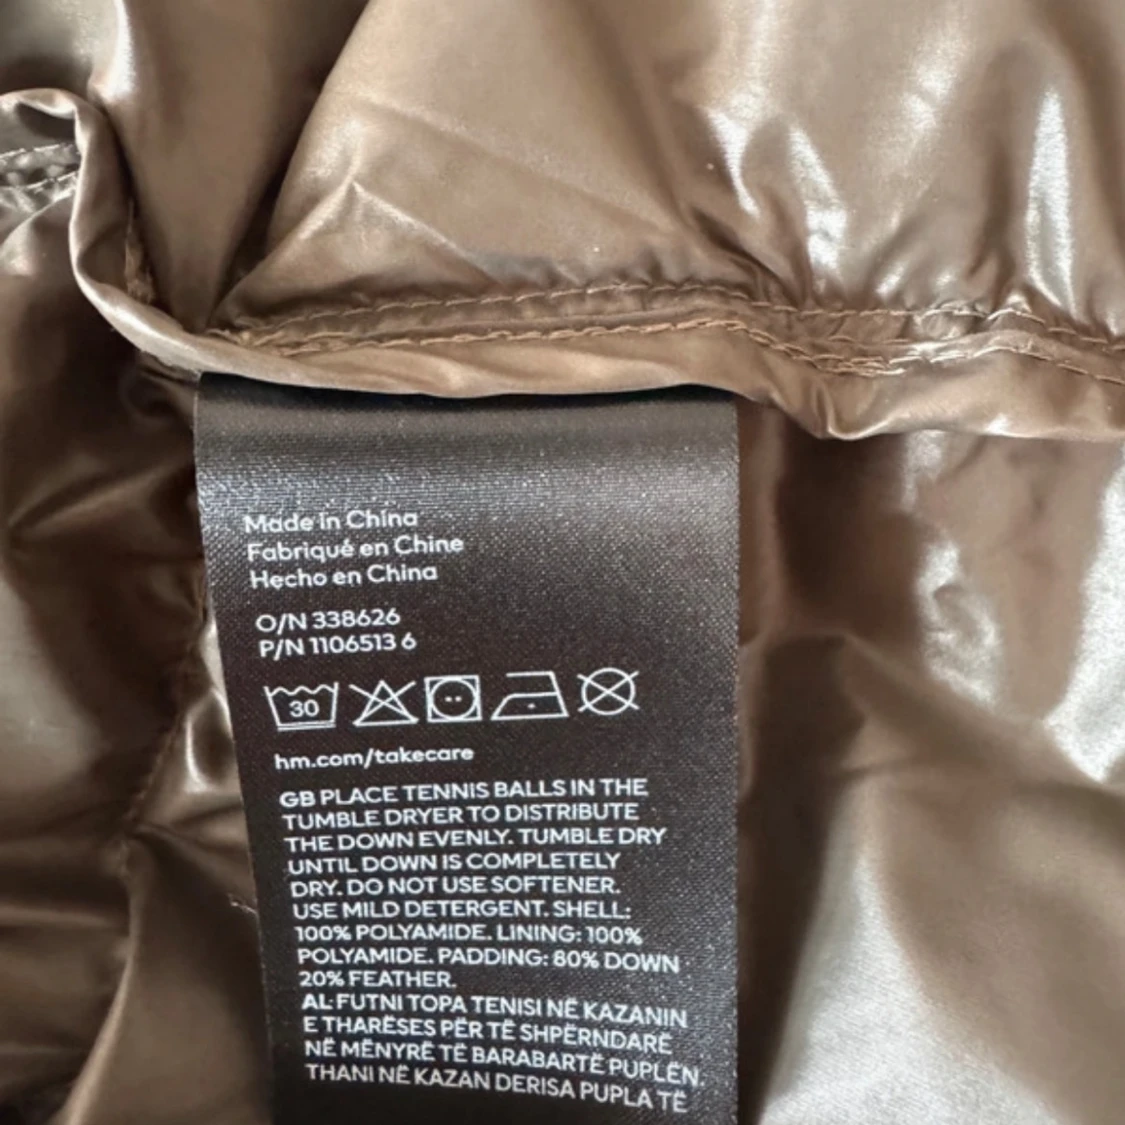 Made in China
Fabriqué en Chine
Hecho en China
O/N 338626
P/N 1106513 6
30
hm.com/takecare
GB PLACE TENNIS BALLS IN THE
TUMBLE DRYER TO DISTRIBUTE
THE DOWN EVENLY. TUMBLE DRY
UNTIL DOWN IS COMPLETELY
DRY. DO NOT USE SOFTENER.
USE MILD DETERGENT. SHELL:
100% POLYAMIDE. LINING: 100%
POLYAMIDE. PADDING: 80% DOWN
20% FEATHER.
AL FUTNI TOPA TENISI NË KAZANIN
E THARËSES PËR TË SHPËRNDARË
NË MËNYRË TË BARABARTË PUPLËN.
THANI NË KAZAN DERISA PUPLA TË